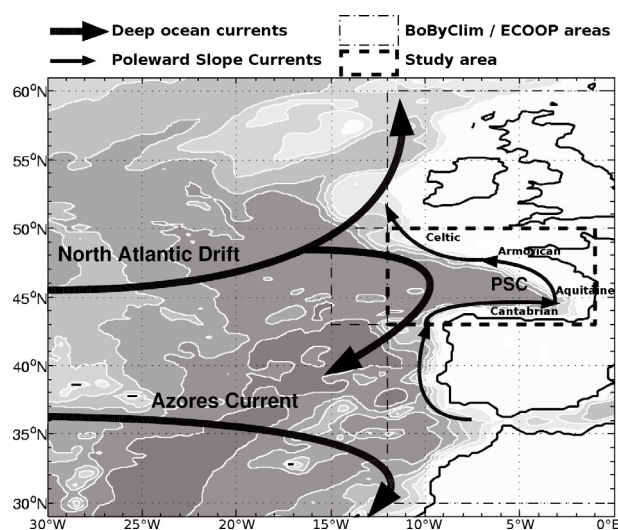 Deep ocean currents
BoByClim / ECOOP areas
Poleward Slope Currents
Study area
60°N
55°N
50°N
Celtic
North Atlantic Drift
Armorican
PSC
Aquitaine
45°N
Cantabrian
40°N
Azores Current
35°N
30°N
30°W
25°W
20°W
15°W
10°W
5°W
0°E